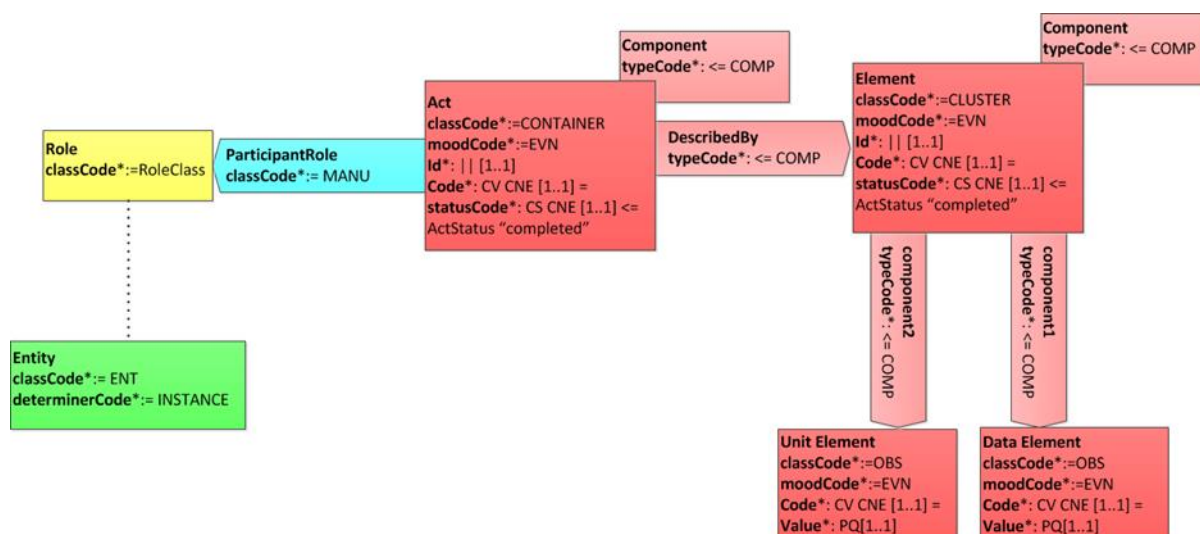 Component
typeCode*: <= COMP
Component
typeCode*: <= COMP
Act
classCode*:=CONTAINER
moodCode*:=EVN
Id*: || [1..1]
Code*: CV CNE [1..1] =
statusCode*: CS CNE [1..1] <=
ActStatus “completed”
Element
classCode*:=CLUSTER
moodCode*:=EVN
Id*: || [1..1]
Code*: CV CNE [1..1] =
statusCode*: CS CNE [1..1] <=
ActStatus “completed”
DescribedBy
typeCode*: <= COMP
Role
classCode*:=RoleClass
ParticipantRole
classCode*:= MANU
component2
typeCode*: <= COMP
component1
typeCode*: <= COMP
Entity
classCode*:= ENT
determinerCode*:= INSTANCE
Unit Element
classCode*:=OBS
moodCode*:=EVN
Code*: CV CNE [1..1] =
Value*: PQ[1..1]
Data Element
classCode*:=OBS
moodCode*:=EVN
Code*: CV CNE [1..1] =
Value*: PQ[1..1]